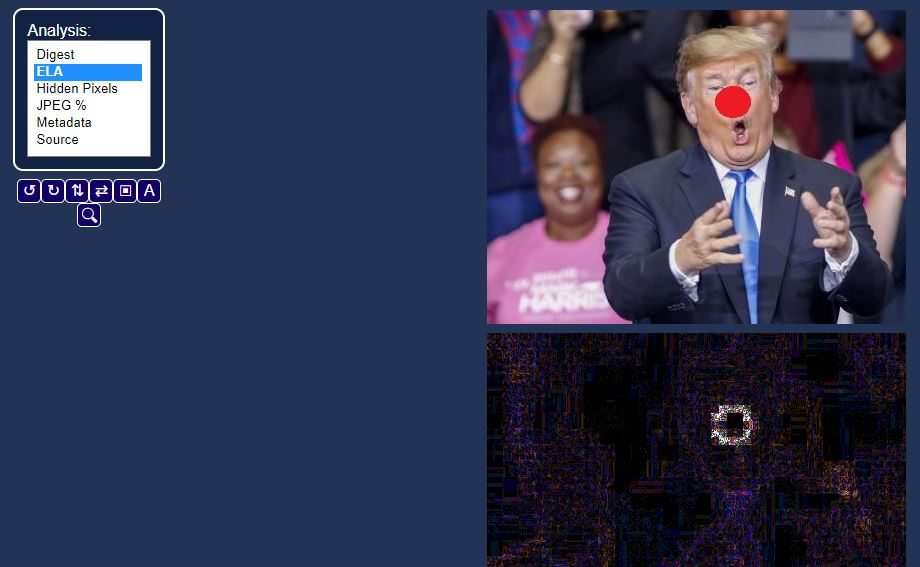 Analysis:
Digest
ELA
Hidden Pixels
JPEG %
Metadata
Source
A
HARRIS